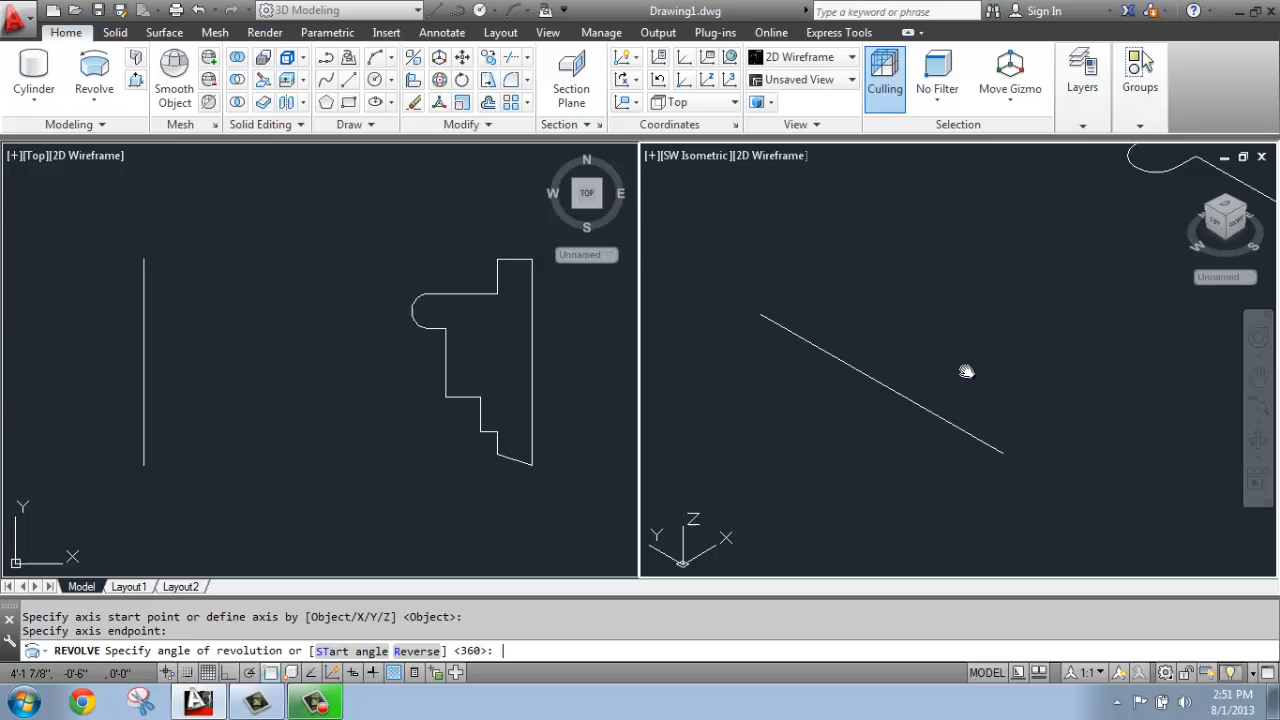 3D Modeling
Drawing1.dwg
Type a keyword or phrase
Sign In
Home Solid Surface Mesh Render Parametric Insert Annotate Layout View Manage Output Plug-ins Online Express Tools
Cylinder
Revolve
Smooth
Object
Section
Plane
Top
2D Wireframe
Unsaved View
Culling
No Filter
Move Gizmo
Layers
Groups
Modeling Mesh Solid Editing Draw Modify Section Coordinates View Selection
[+][Top][2D Wireframe]
N
W TOP E
S
Unnamed
Y
X
[+][SW Isometric][2D Wireframe]
TOP
W S
Unnamed
Z
Y X
Model Layout1 Layout2
Specify axis start point or define axis by [Object/X/Y/Z] <Object>:
Specify axis endpoint:
REVOLVE Specify angle of revolution or [STart angle Reverse] <360>:
4'-1 7/8", -0'-6" , 0'-0"
MODEL
1:1
2:51 PM
8/1/2013